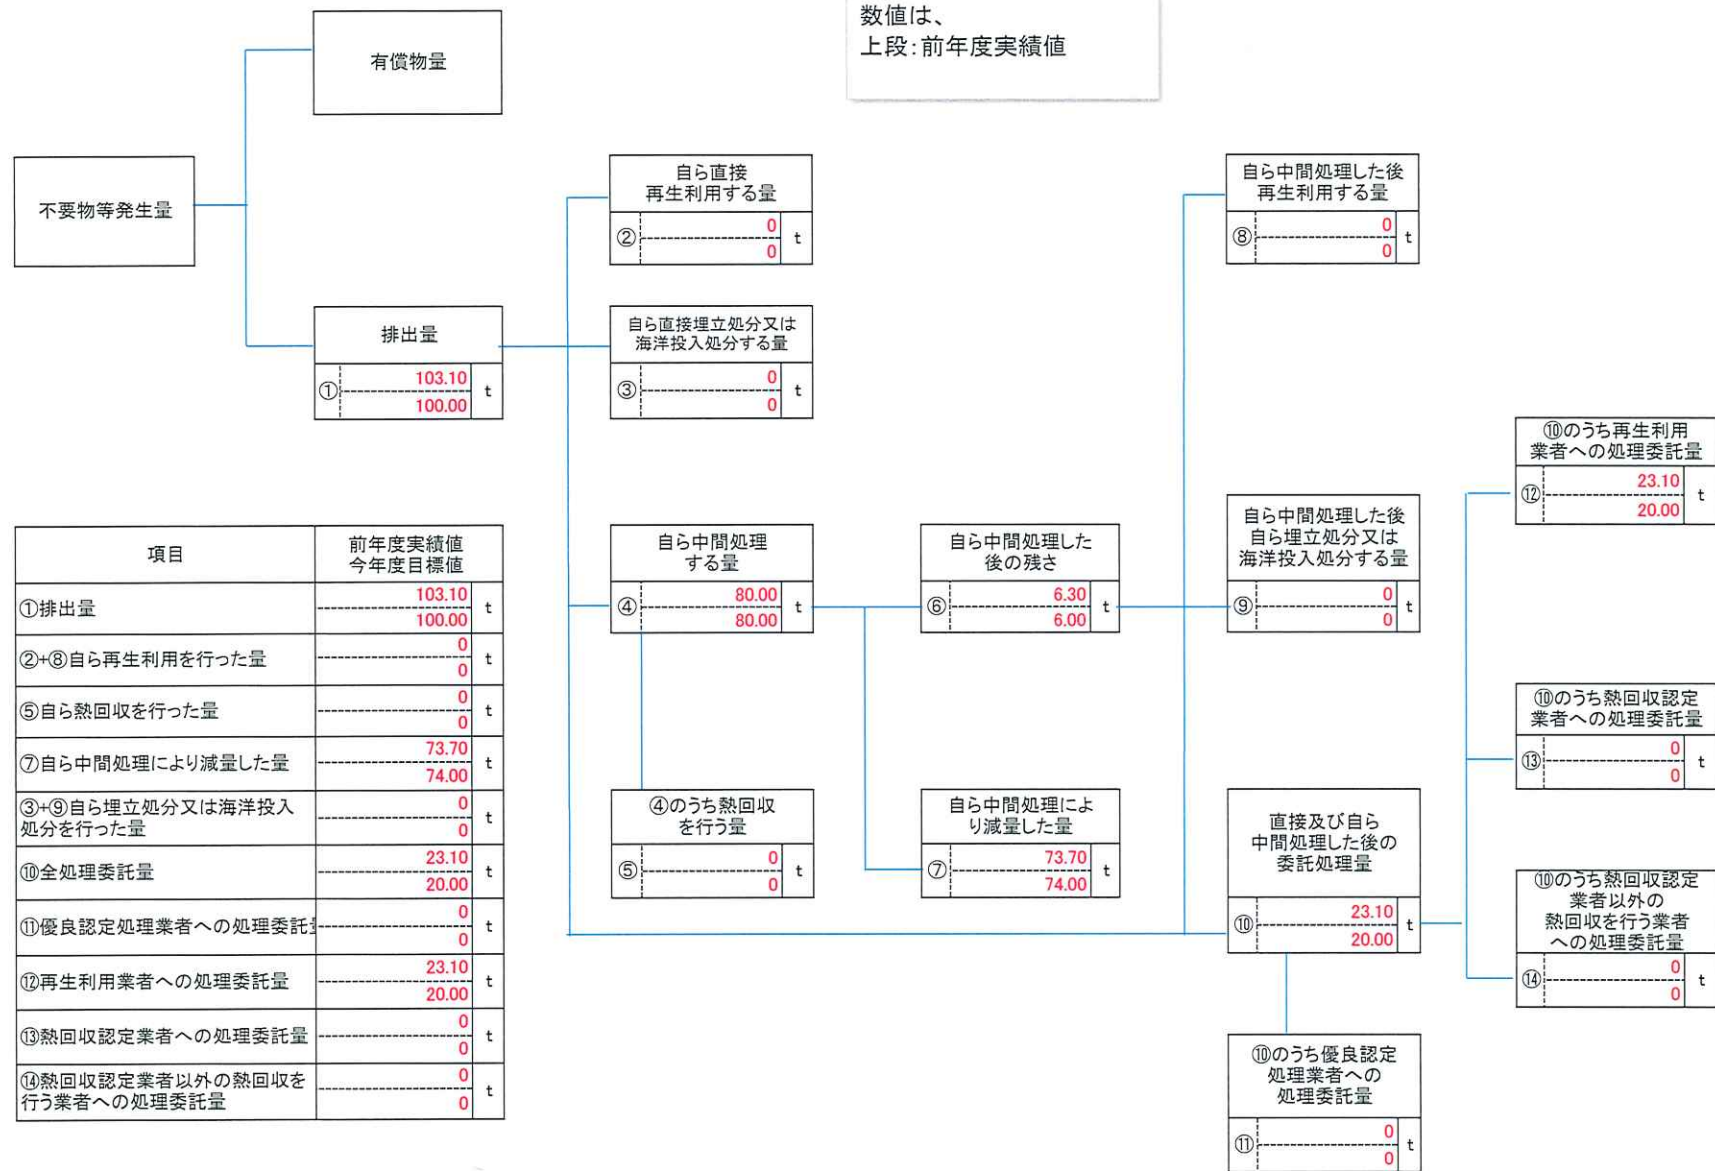 数値は、
上段:前年度実績値
有償物量
不要物等発生量
排出量
①
103.10
100.00
t
自ら直接
再生利用する量
②
0
0
t
自ら直接埋立処分又は
海洋投入処分する量
③
0
0
t
自ら中間処理
する量
④
80.00
80.00
t
④のうち熱回収
を行う量
⑤
0
0
t
自ら中間処理した
後の残さ
⑥
6.30
6.00
t
自ら中間処理によ
り減量した量
⑦
73.70
74.00
t
自ら中間処理した後
再生利用する量
⑧
0
0
t
自ら中間処理した後
自ら埋立処分又は
海洋投入処分する量
⑨
0
0
t
直接及び自ら
中間処理した後の
委託処理量
⑩
23.10
20.00
t
⑩のうち優良認定
処理業者への
処理委託量
⑪
0
0
t
⑩のうち再生利用
業者への処理委託量
⑫
23.10
20.00
t
⑩のうち熱回収認定
業者への処理委託量
⑬
0
0
t
⑩のうち熱回収認定
業者以外の
熱回収を行う業者
への処理委託量
⑭
0
0
t
項目
前年度実績値
今年度目標値
①排出量
103.10
100.00
t
②+⑧自ら再生利用を行った量
0
0
t
⑤自ら熱回収を行った量
0
0
t
⑦自ら中間処理により減量した量
73.70
74.00
t
③+⑨自ら埋立処分又は海洋投入
処分を行った量
0
0
t
⑩全処理委託量
23.10
20.00
t
⑪優良認定処理業者への処理委託
0
0
t
⑫再生利用業者への処理委託量
23.10
20.00
t
⑬熱回収認定業者への処理委託量
0
0
t
⑭熱回収認定業者以外の熱回収を
行う業者への処理委託量
0
0
t